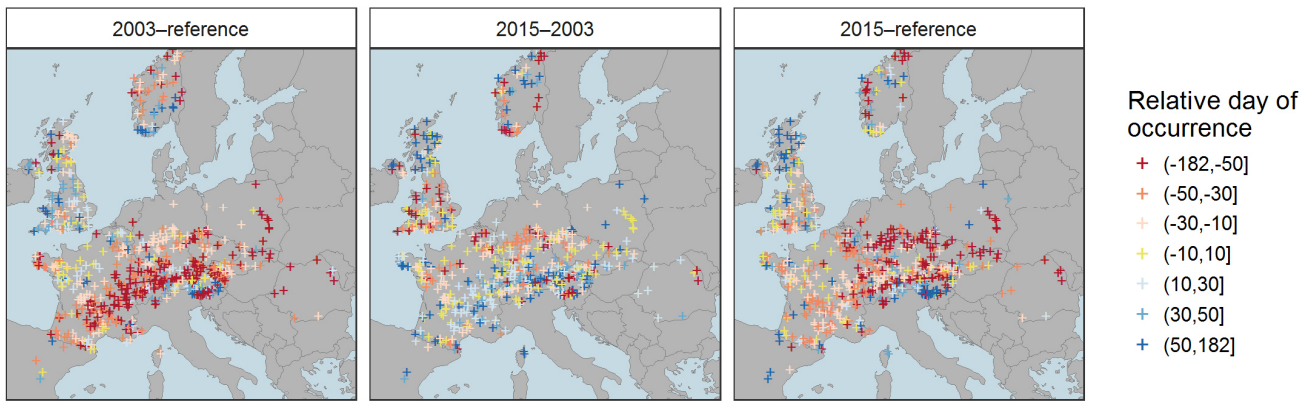 2003–reference
2015–2003
2015–reference
Relative day of
occurrence
(-182,-50]
(-50,-30]
(-30,-10]
(-10,10]
(10,30]
(30,50]
(50,182]